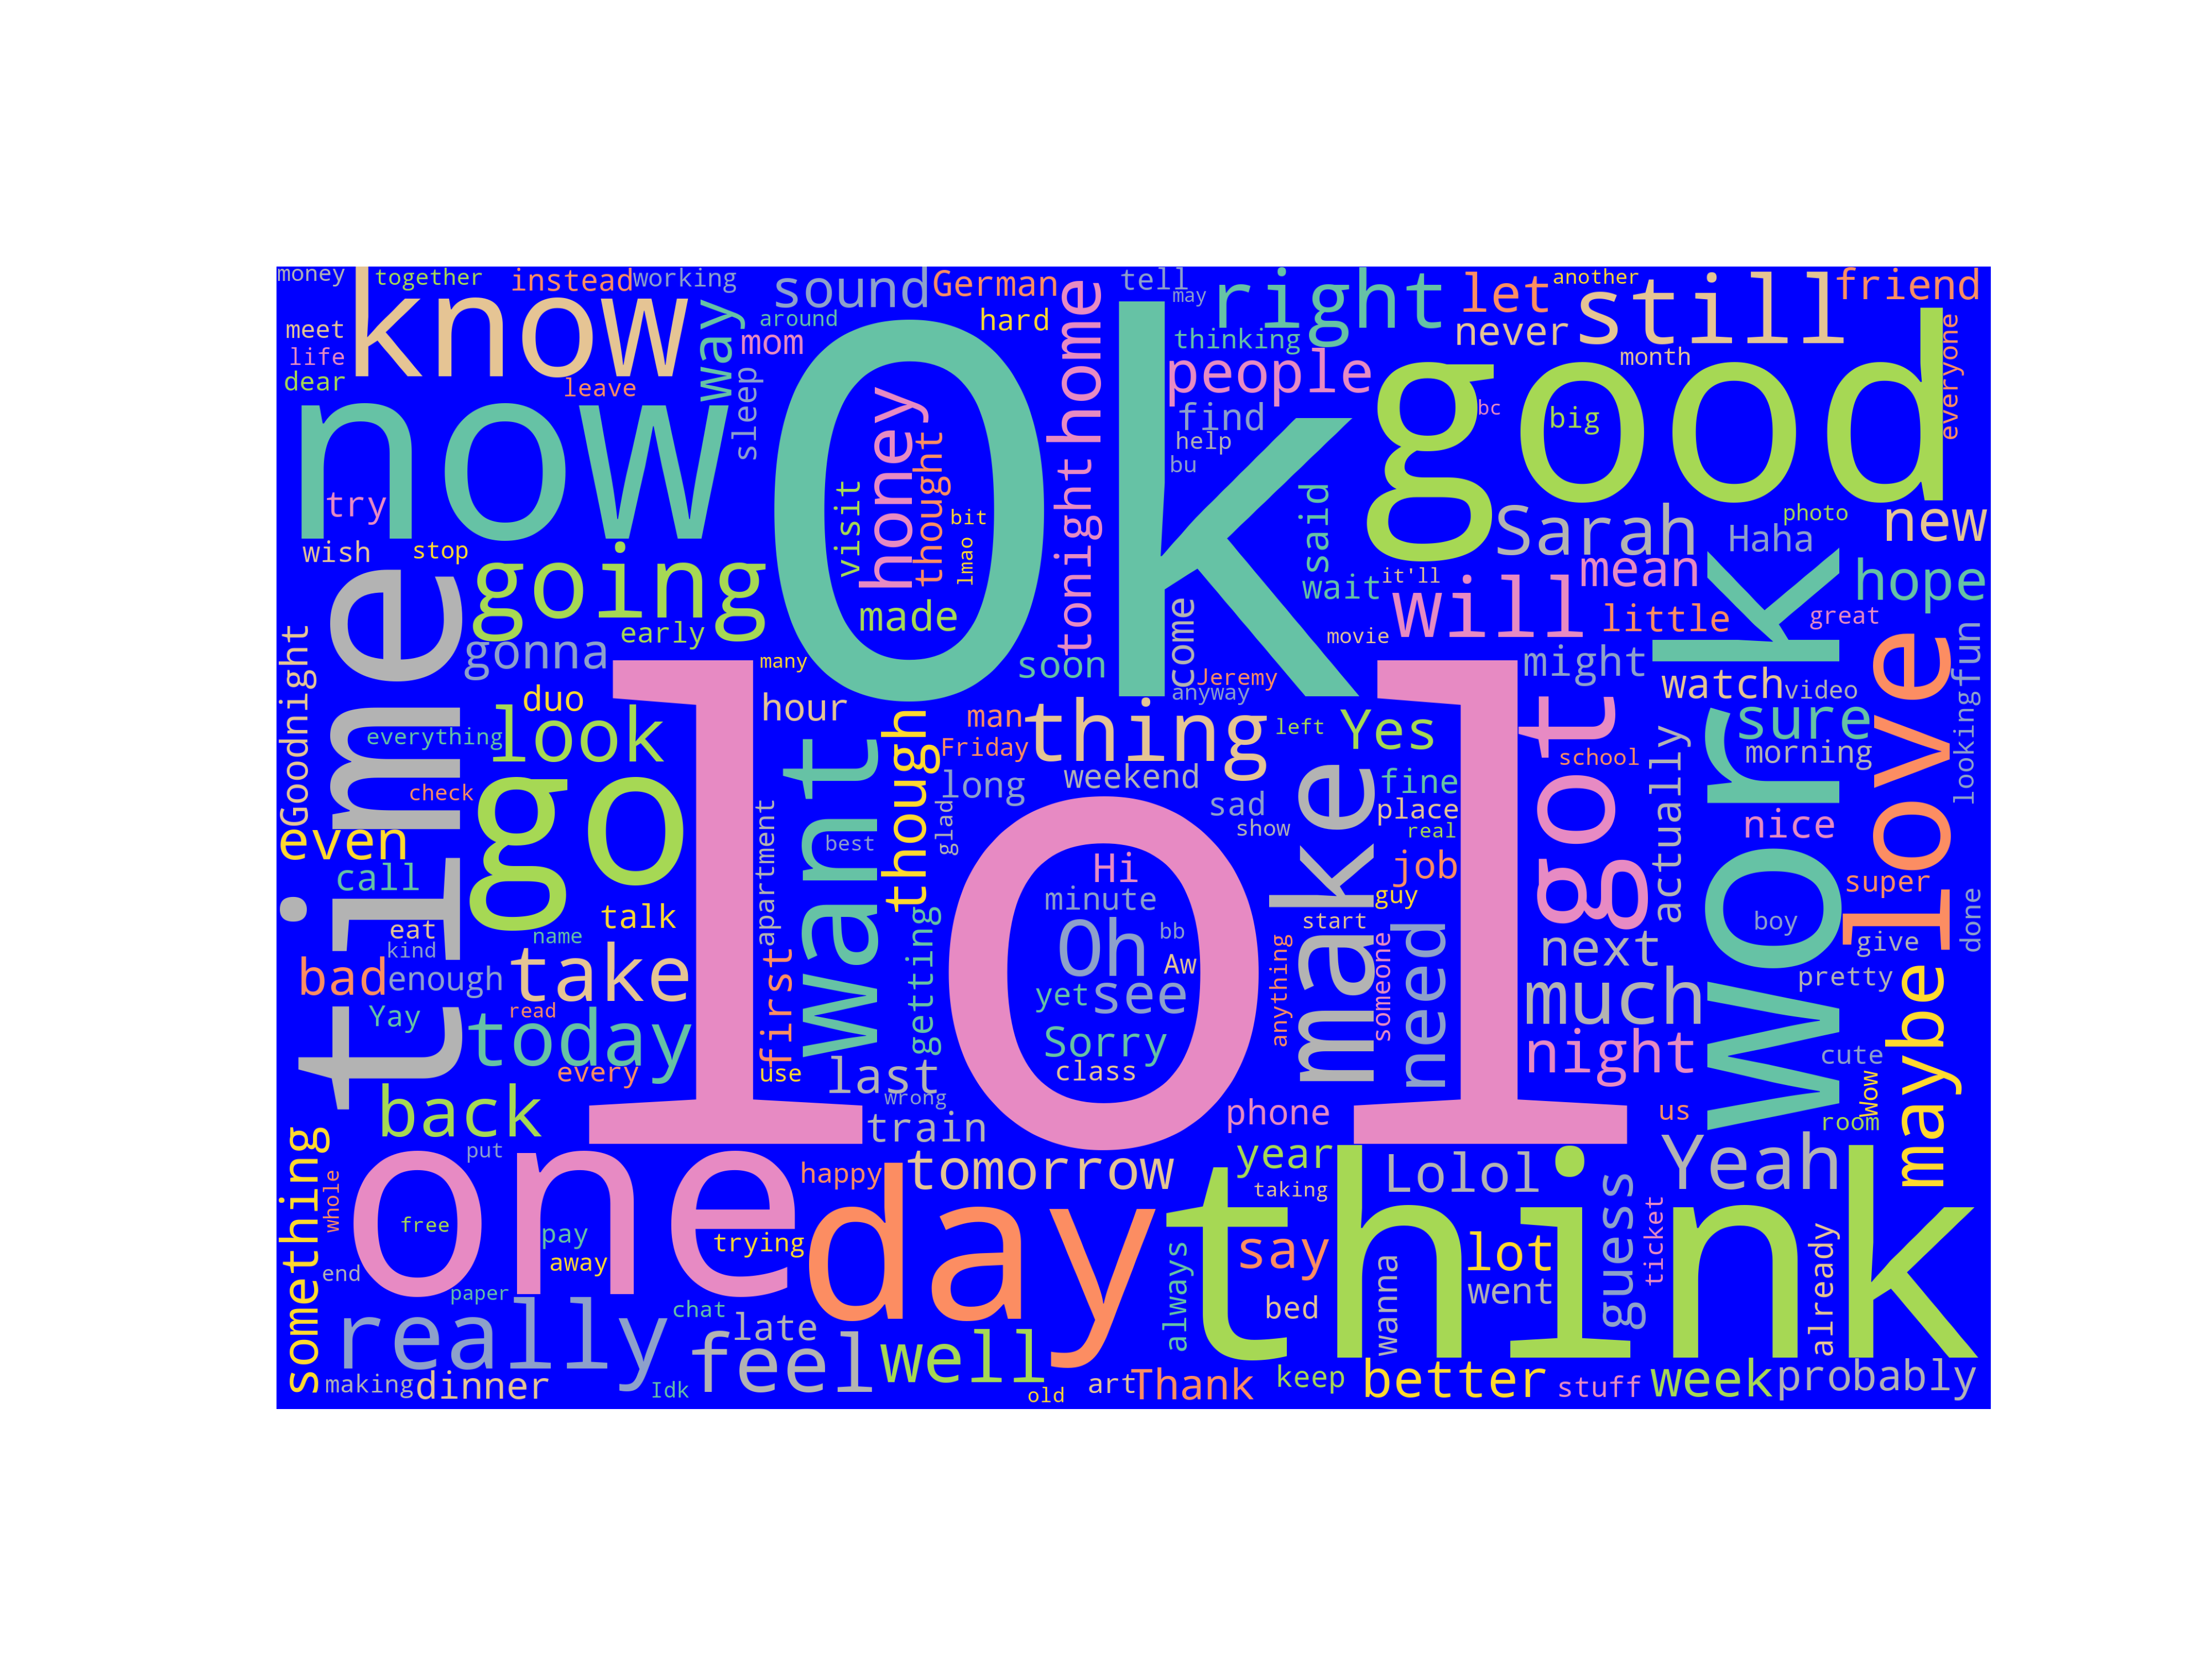 money
together
instead
working
know
meet
life
dear
leave
way
mom
sleep
sound
around
German
hard
tell
may
right
thinking
people
find
help
bu
let
never
another
still
month
friend
everyone
now
try
wish
stop
Ok
honey
thought
visit
bit
lmao
made
home
tonight
good
bc
big
Sarah
Haha
photo
new
said
wait
it'll
will
mean
little
hope
great
going
early
gonna
time
Goodnight
soon
come
movie
Jeremy
anyway
many
duo
hour
look
everything
check
go
even
call
talk
name
eat
kind
bad
enough
take
Yay
read
today
every
back
put
lol
want
though
man
Friday
thing
left
Yes
long
weekend
sad
show
fine
place
real
job
guy
start
make
need
anything
someone
apartment
first
use
best
glad
getting
last
wrong
train
Hi
minute
Oh
bb
Aw
yet
see
Sorry
class
might
watch
video
sure
morning
fun
looking
got
school
actually
work
love
nice
super
boy
give
done
pretty
next
much
night
maybe
cute
Wow
room
us
phone
year
taking
tomorrow
happy
one
free
pay
away
trying
something
whole
end
paper
day
think
Lolol
Yeah
say
lot
went
guess
ticket
already
always
bed
wanna
really
chat
late
feel
well
making
dinner
Idk
old
art
Thank
keep
better
stuff
week
probably